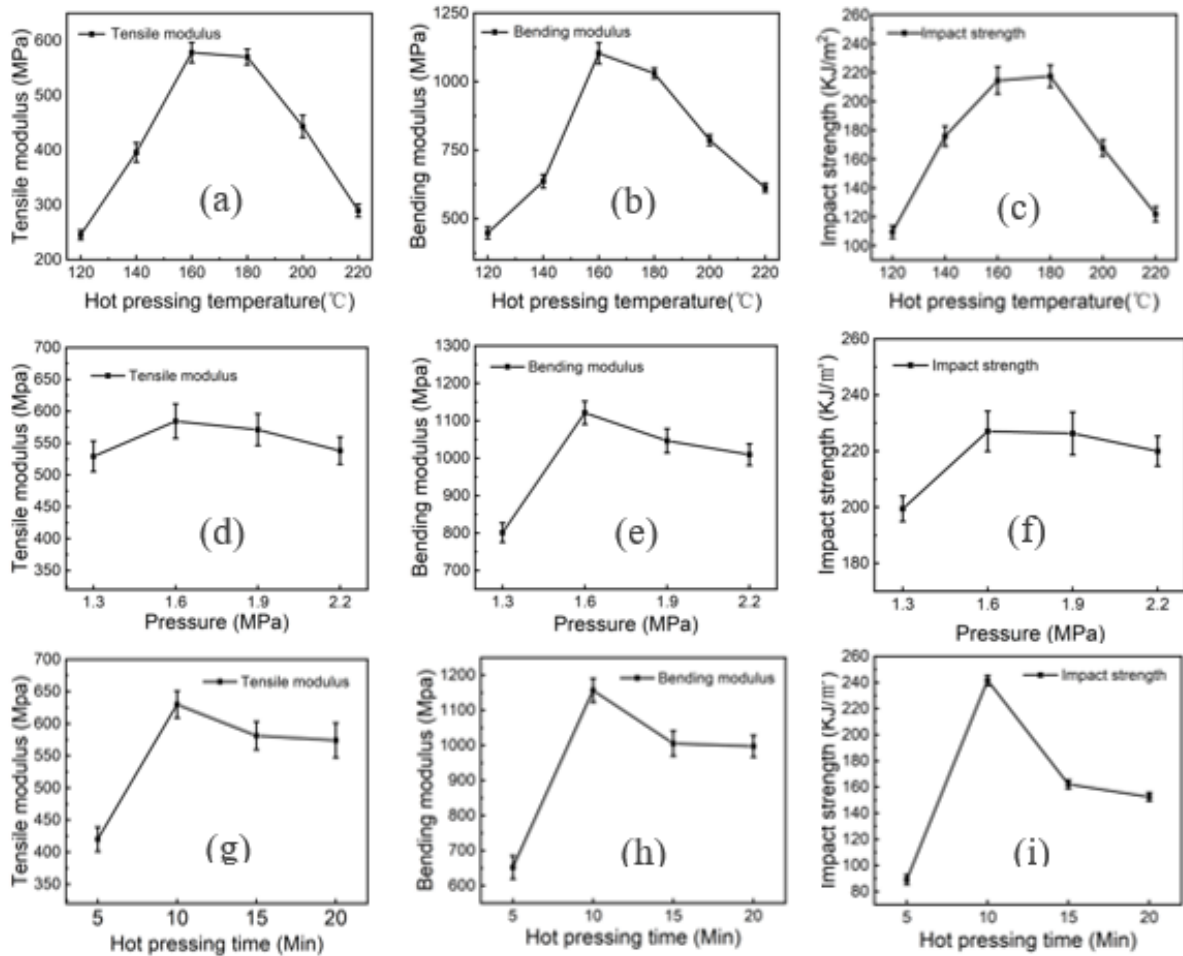 Tensile modulus
Tensile modulus (MPa)
600
500
400
300
200
(a)
120 140 160 180 200 220
Hot pressing temperature(℃)
Bending modulus
Bending modulus (MPa)
1250
1000
750
500
250
(b)
120 140 160 180 200 220
Hot pressing temperature(℃)
Impact strength
Impact strength (KJ/m²)
260
240
220
200
180
160
140
120
100
(c)
120 140 160 180 200 220
Hot pressing temperature(℃)
Tensile modulus
Tensile modulus (Mpa)
700
650
600
550
500
450
400
350
(d)
1.3 1.6 1.9 2.2
Pressure (MPa)
Bending modulus
Bending modulus (Mpa)
1300
1200
1100
1000
900
800
700
(e)
1.3 1.6 1.9 2.2
Pressure (MPa)
Impact strength
Impact strength (KJ/㎡)
260
240
220
200
180
(f)
1.3 1.6 1.9 2.2
Pressure (MPa)
Tensile modulus
Tensile modulus (Mpa)
700
650
600
550
500
450
400
350
(g)
5 10 15 20
Hot pressing time (Min)
Bending modulus
Bending modulus (Mpa)
1200
1100
1000
900
800
700
600
(h)
5 10 15 20
Hot pressing time (Min)
Impact strength
Impact strength (KJ/㎡)
260
240
220
200
180
160
140
120
100
80
(i)
5 10 15 20
Hot pressing time (Min)